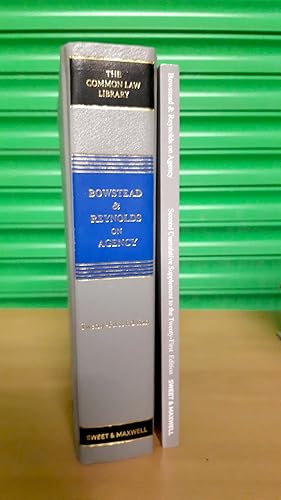 THE
COMMON LAW
LIBRARY
BOWSTEAD
&
REYNOLDS
ON
AGENCY
SWEET & MAXWELL
Bowstead & Reynolds on Agency
Second Cumulative Supplement to the Twenty-First Edition
SWEET & MAXWELL